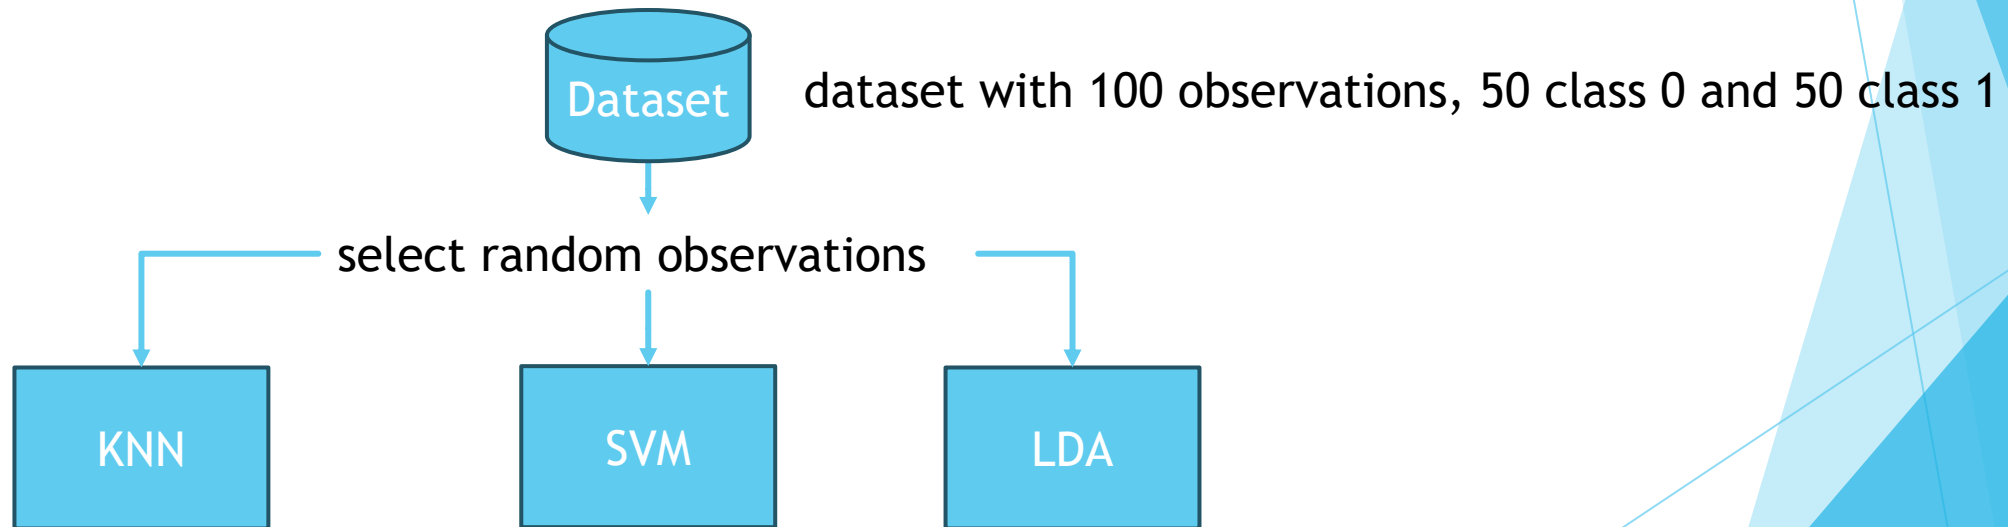 Dataset
dataset with 100 observations, 50 class 0 and 50 class 1
select random observations
KNN
SVM
LDA